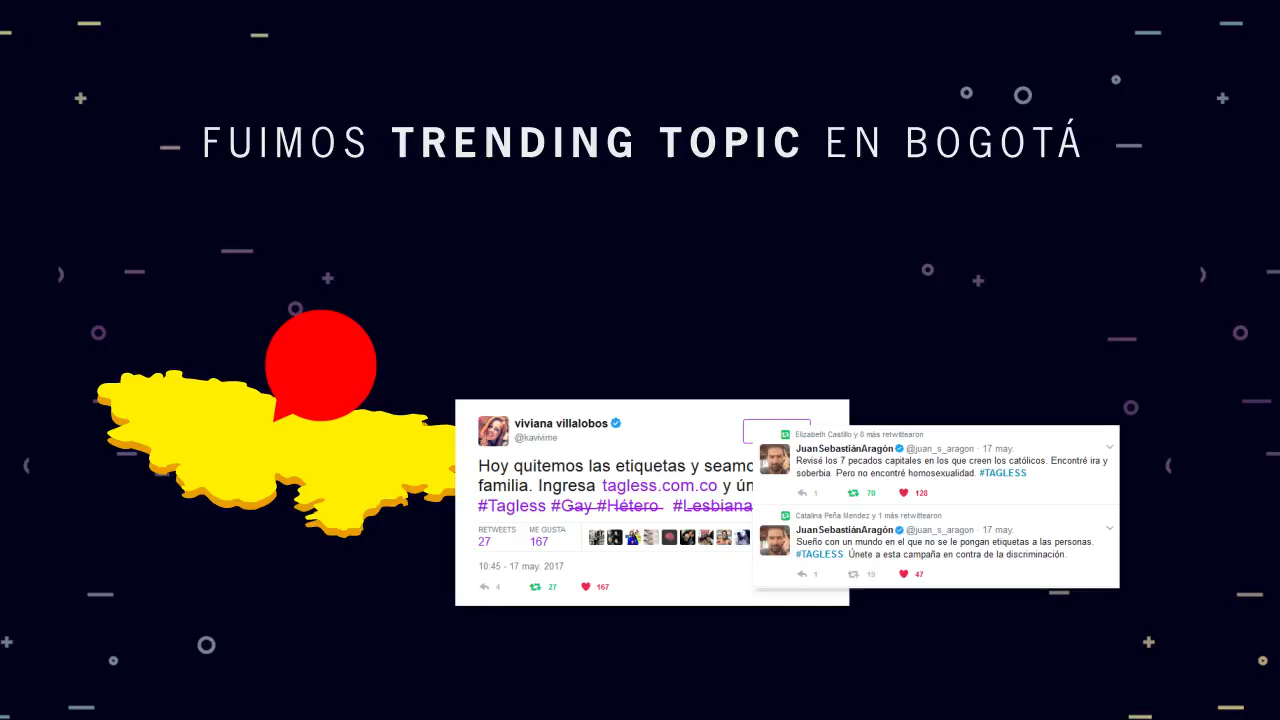 FUIMOS TRENDING TOPIC EN BOGOTÁ
viviana villalobos
@kavivime
Hoy quitemos las etiquetas y seamo
familia. Ingresa tagless.com.co y ún
#Tagless #Gay #Hétero #Lesbiana
RETWEETS ME GUSTA
27 167
10:45 - 17 may. 2017
4 27 167
Elizabeth Castillo y 8 más retwittearon
JuanSebastiánAragón @juan_s_aragon · 17 may.
Revisé los 7 pecados capitales en los que creen los católicos. Encontré ira y
soberbia. Pero no encontré homosexualidad. #TAGLESS
1 70 128
Catalina Peña Mendez y 1 más retwittearon
JuanSebastiánAragón @juan_s_aragon · 17 may.
Sueño con un mundo en el que no se le pongan etiquetas a las personas.
#TAGLESS Únete a esta campaña en contra de la discriminación.
1 19 47